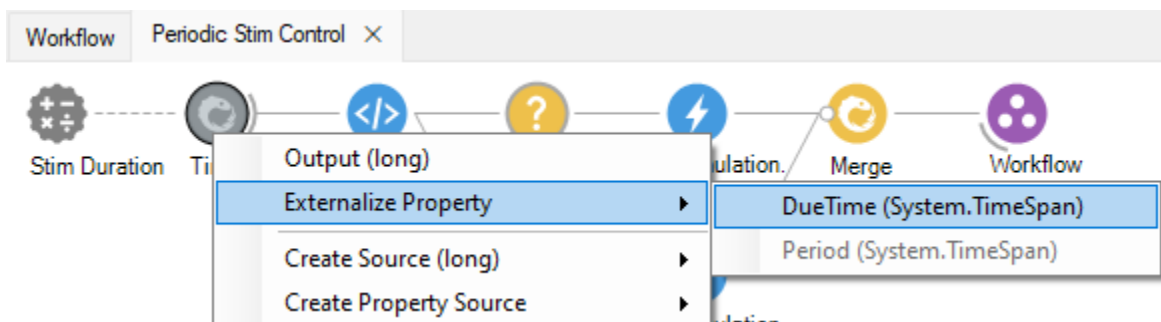 Workflow
Periodic Stim Control
Stim Duration
Ti
ulation.
Merge
Workflow
Output (long)
Externalize Property
DueTime (System.TimeSpan)
Period (System.TimeSpan)
Create Source (long)
Create Property Source